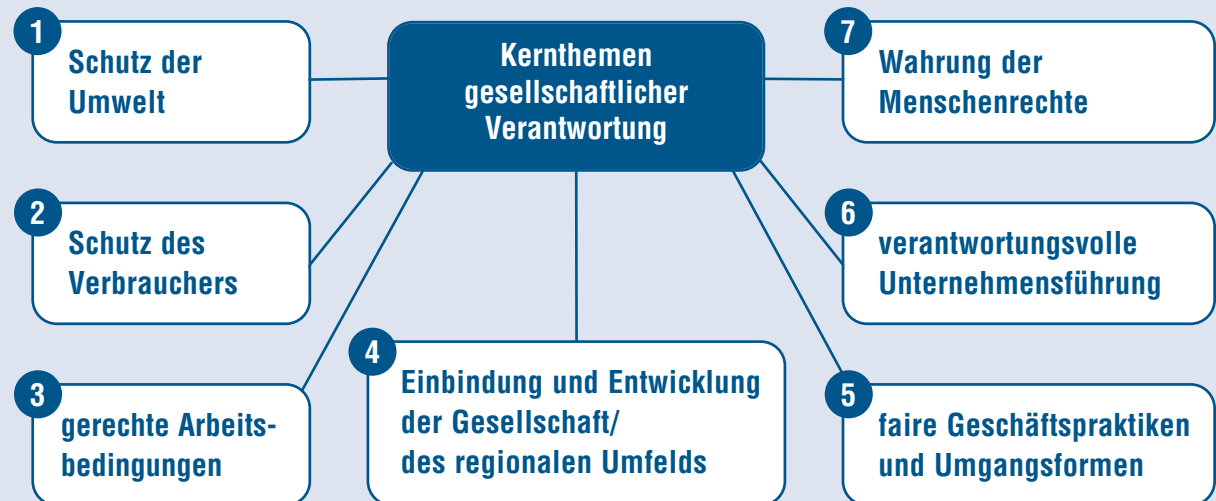 Kernthemen
gesellschaftlicher
Verantwortung
1
Schutz der
Umwelt
2
Schutz des
Verbrauchers
3
gerechte Arbeits-
bedingungen
4
Einbindung und Entwicklung
der Gesellschaft/
des regionalen Umfelds
5
faire Geschäftspraktiken
und Umgangsformen
6
verantwortungsvolle
Unternehmensführung
7
Wahrung der
Menschenrechte